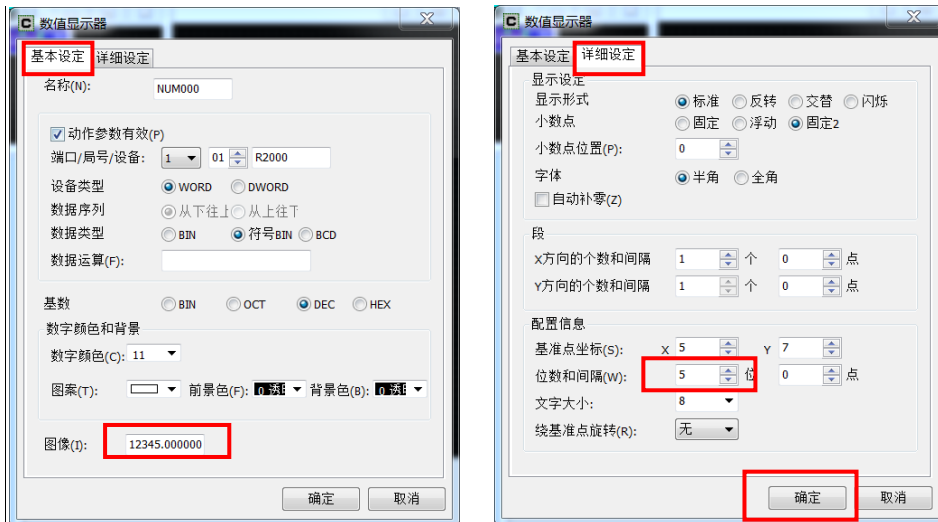 数值显示器
基本设定 详细设定
名称(N): NUM000
动作参数有效(P)
端口/局号/设备: 1 01 R2000
设备类型 WORD DWORD
数据序列 从下往上 从上往下
数据类型 BIN 符号BIN BCD
数据运算(F):
基数 BIN OCT DEC HEX
数字颜色和背景
数字颜色(C): 11
图案(T): 前景色(F): 0 透 背景色(B): 0 透
图像(I): 12345.000000
确定 取消
数值显示器
基本设定 详细设定
显示设定
显示形式 标准 反转 交替 闪烁
小数点 固定 浮动 固定2
小数点位置(P): 0
字体 半角 全角
自动补零(Z)
段
X方向的个数和间隔 1 个 0 点
Y方向的个数和间隔 1 个 0 点
配置信息
基准点坐标(S): X 5 Y 7
位数和间隔(W): 5 位 0 点
文字大小: 8
绕基准点旋转(R): 无
确定 取消